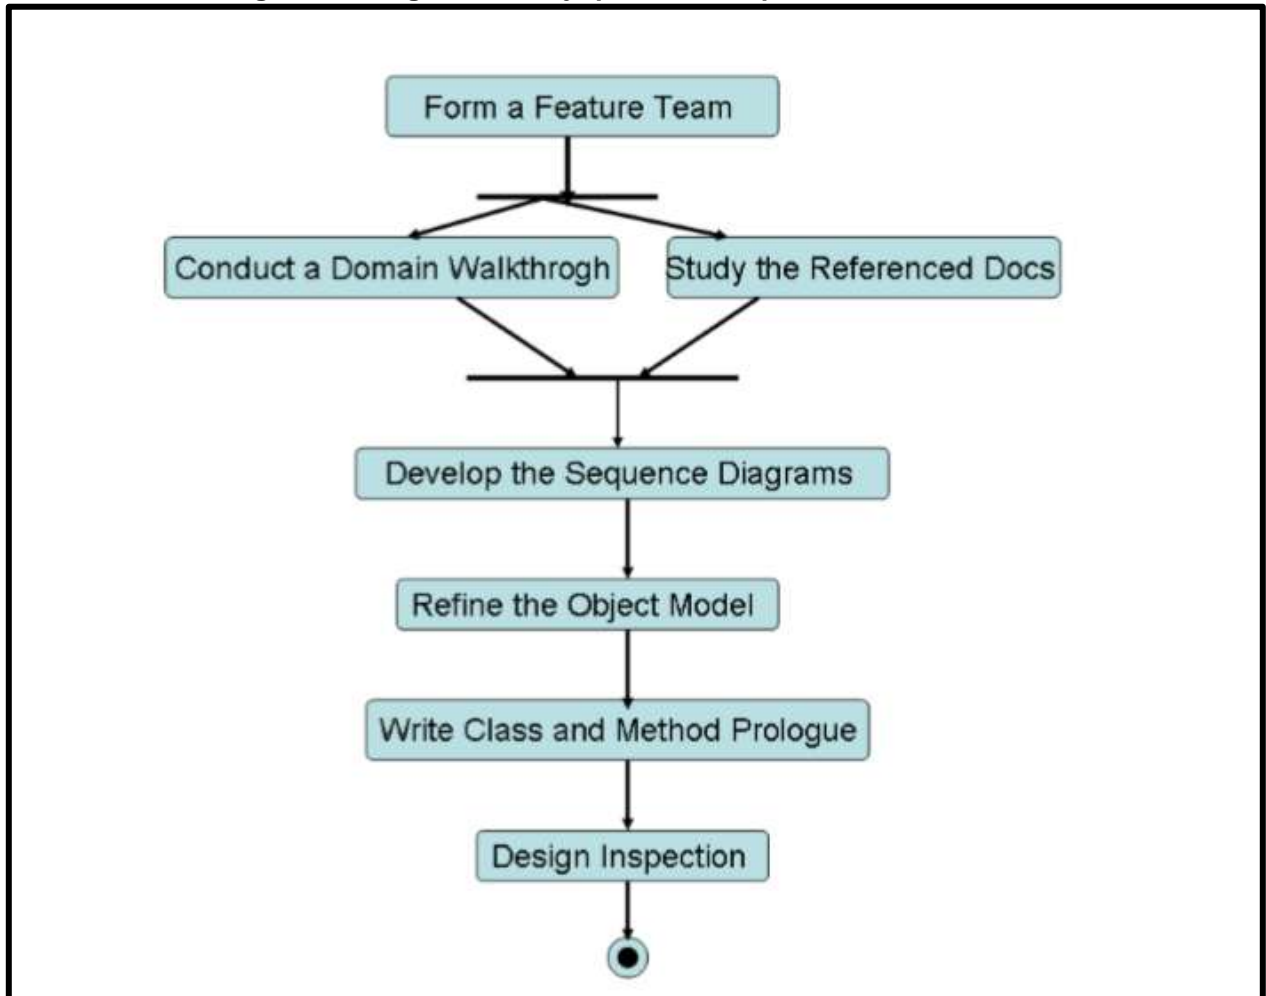 Form a Feature Team
Conduct a Domain Walkthrogh
Study the Referenced Docs
Develop the Sequence Diagrams
Refine the Object Model
Write Class and Method Prologue
Design Inspection